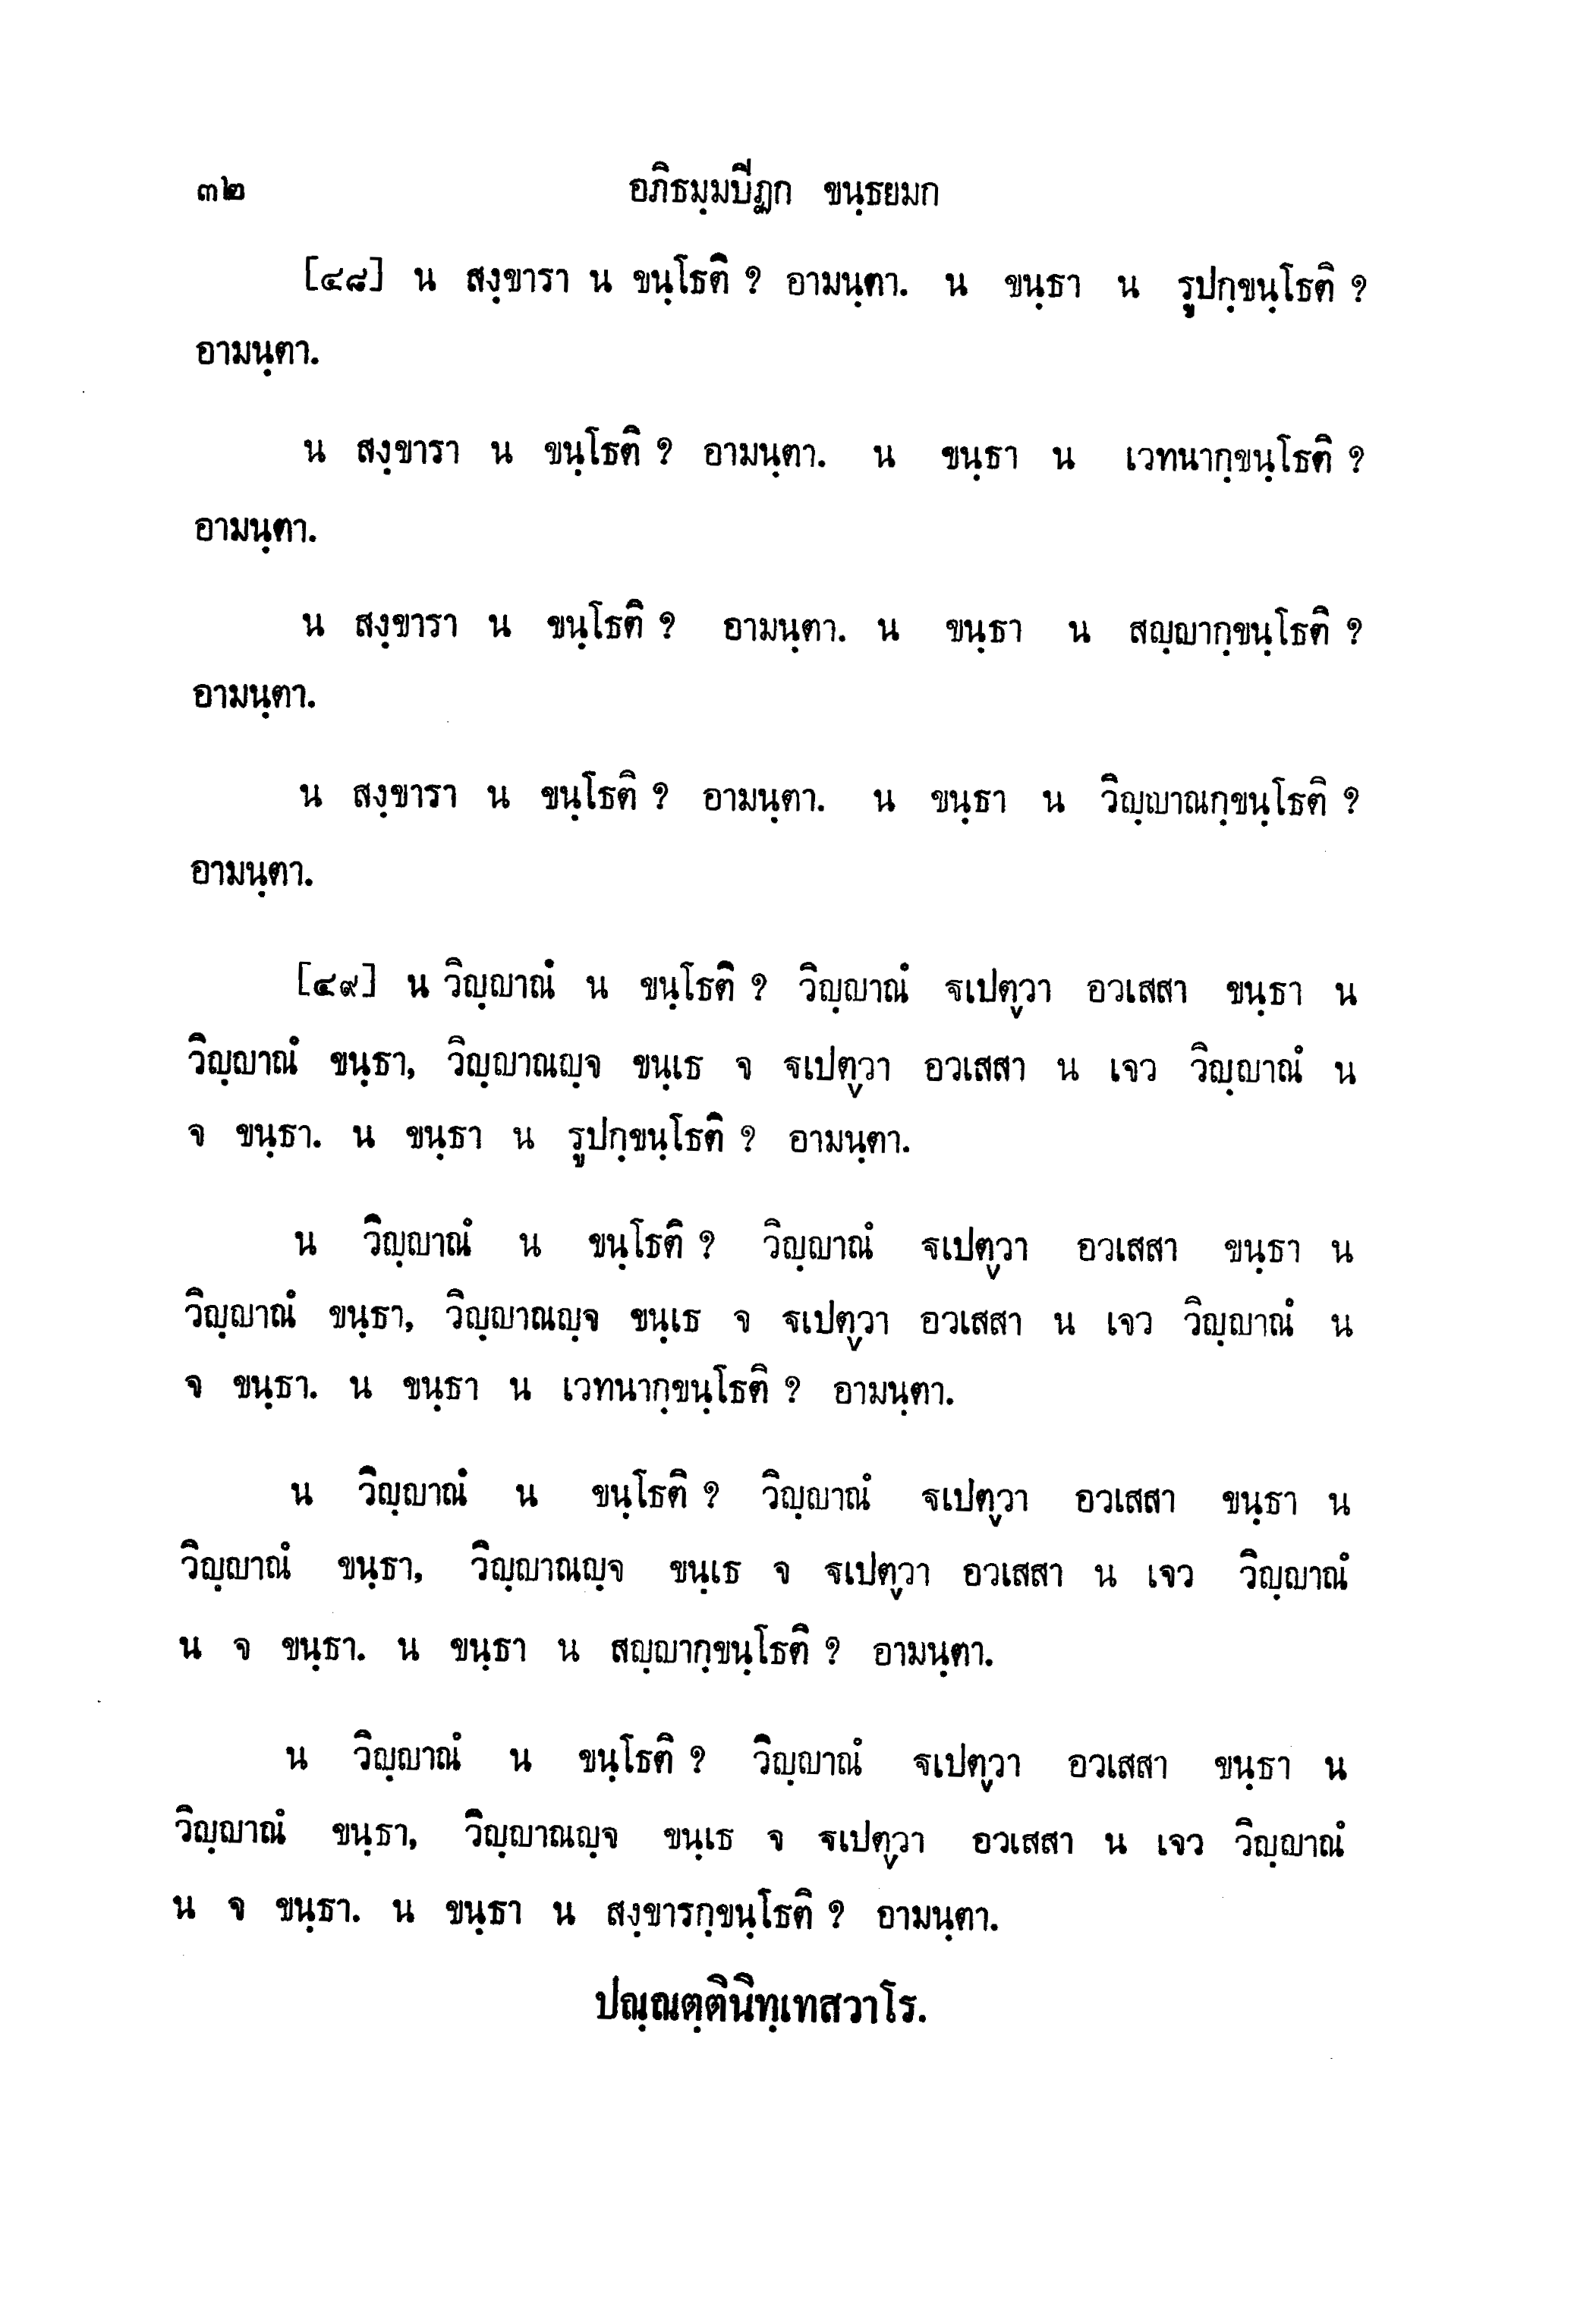 ๓๒ อภิธมฺมบีฏก ขนฺธยมก
[๔๘] น สงฺขารา น ขนฺโธติ ? อามนฺตา. น ขนฺธา น รูปกฺขนฺโธติ ?
อามนฺตา.
น สงฺขารา น ขนฺโธติ ? อามนฺตา. น ขนฺธา น เวทนากฺขนฺโธติ ?
อามนฺตา.
น สงฺขารา น ขนฺโธติ ? อามนฺตา. น ขนฺธา น สญฺญากฺขนฺโธติ ?
อามนฺตา.
น สงฺขารา น ขนฺโธติ ? อามนฺตา. น ขนฺธา น วิญฺญาณกฺขนฺโธติ ?
อามนฺตา.
[๔๙] น วิญฺญาณํ น ขนฺโธติ ? วิญฺญาณํ ฐเปตฺวา อวเสสา ขนฺธา น
วิญฺญาณํ ขนฺธา, วิญฺญาณญฺจ ขนฺเธ จ ฐเปตฺวา อวเสสา น เจว วิญฺญาณํ น
จ ขนฺธา. น ขนฺธา น รูปกฺขนฺโธติ ? อามนฺตา.
น วิญฺญาณํ น ขนฺโธติ ? วิญฺญาณํ ฐเปตฺวา อวเสสา ขนฺธา น
วิญฺญาณํ ขนฺธา, วิญฺญาณญฺจ ขนฺเธ จ ฐเปตฺวา อวเสสา น เจว วิญฺญาณํ น
จ ขนฺธา. น ขนฺธา น เวทนากฺขนฺโธติ ? อามนฺตา.
น วิญฺญาณํ น ขนฺโธติ ? วิญฺญาณํ ฐเปตฺวา อวเสสา ขนฺธา น
วิญฺญาณํ ขนฺธา, วิญฺญาณญฺจ ขนฺเธ จ ฐเปตฺวา อวเสสา น เจว วิญฺญาณํ
น จ ขนฺธา. น ขนฺธา น สญฺญากฺขนฺโธติ ? อามนฺตา.
น วิญฺญาณํ น ขนฺโธติ ? วิญฺญาณํ ฐเปตฺวา อวเสสา ขนฺธา น
วิญฺญาณํ ขนฺธา, วิญฺญาณญฺจ ขนฺเธ จ ฐเปตฺวา อวเสสา น เจว วิญฺญาณํ
น จ ขนฺธา. น ขนฺธา น สงฺขารกฺขนฺโธติ ? อามนฺตา.
ปณฺณตฺตินิทฺเทสวาโร.